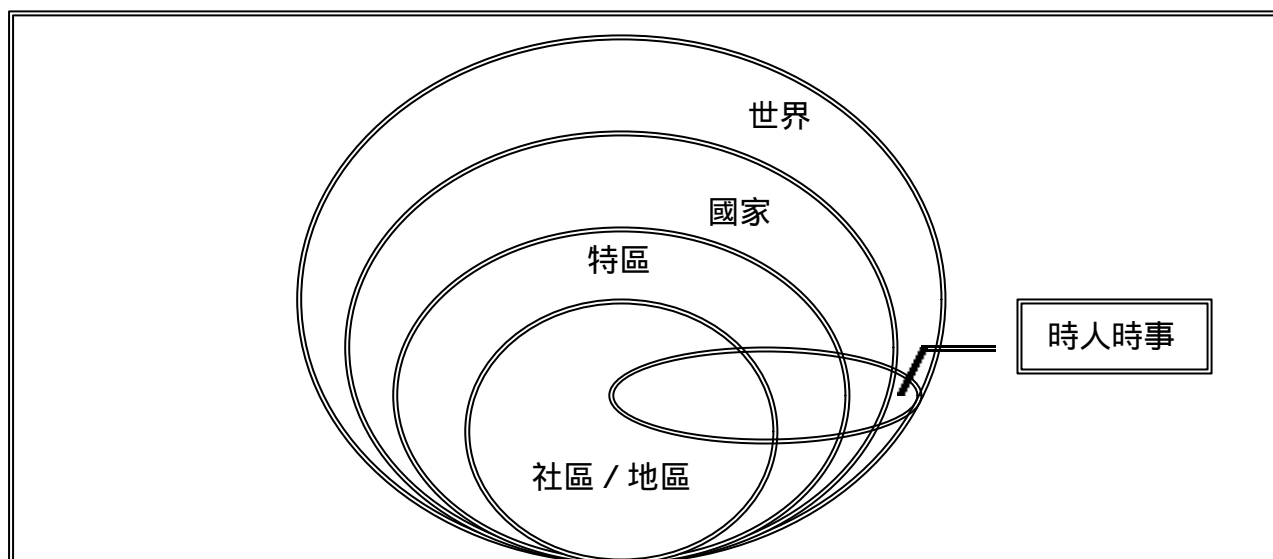 世界
國家
特區
時人時事
社區 / 地區